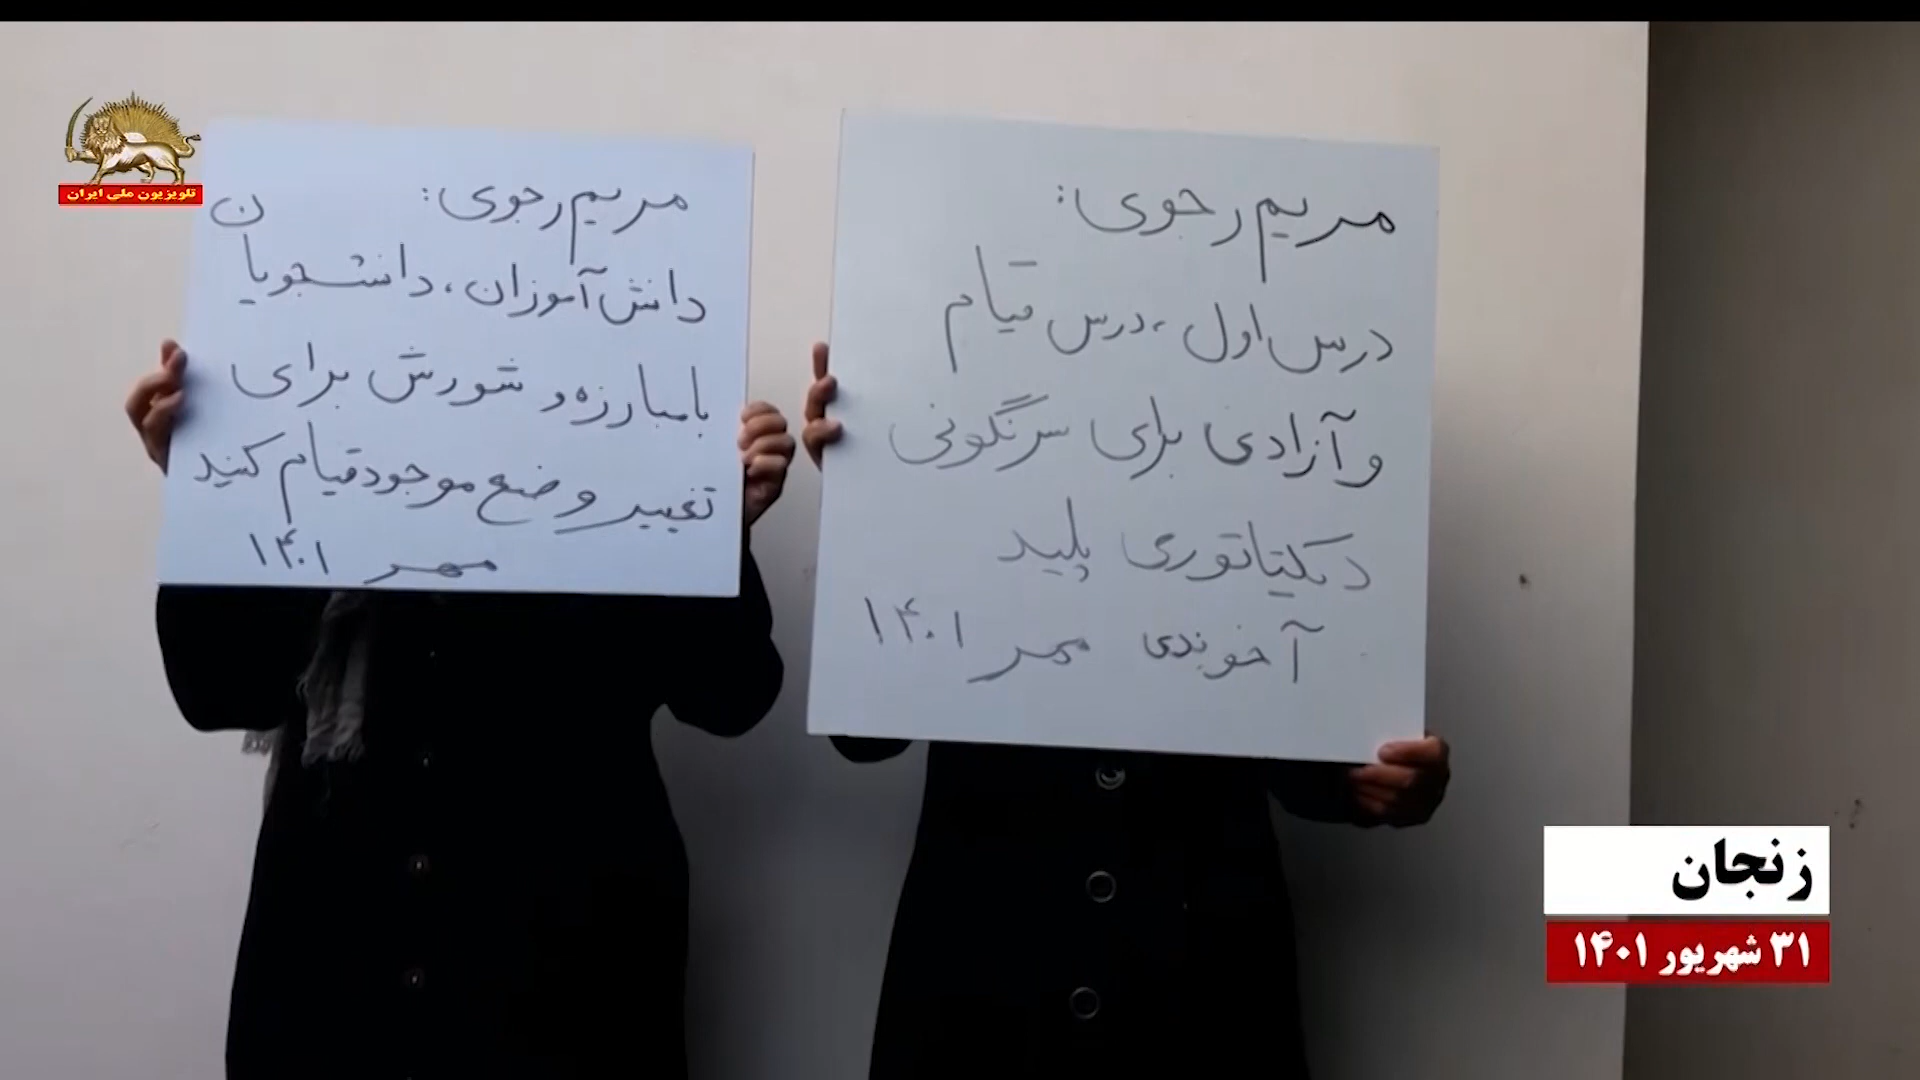 تلویزیون ملی ایران
مریم رجوی:
درس اول، درس قیام
و آزادی برای سرنگونی
دیکتاتوری پلید
آخوندی مهر ۱۴۰۱
مریم رجوی:
دانش آموزان، دانشجویان
با مبارزه و شورش برای
تغییر وضع موجود قیام کنید
مهر ۱۴۰۱
زنجان
۳۱ شهریور ۱۴۰۱